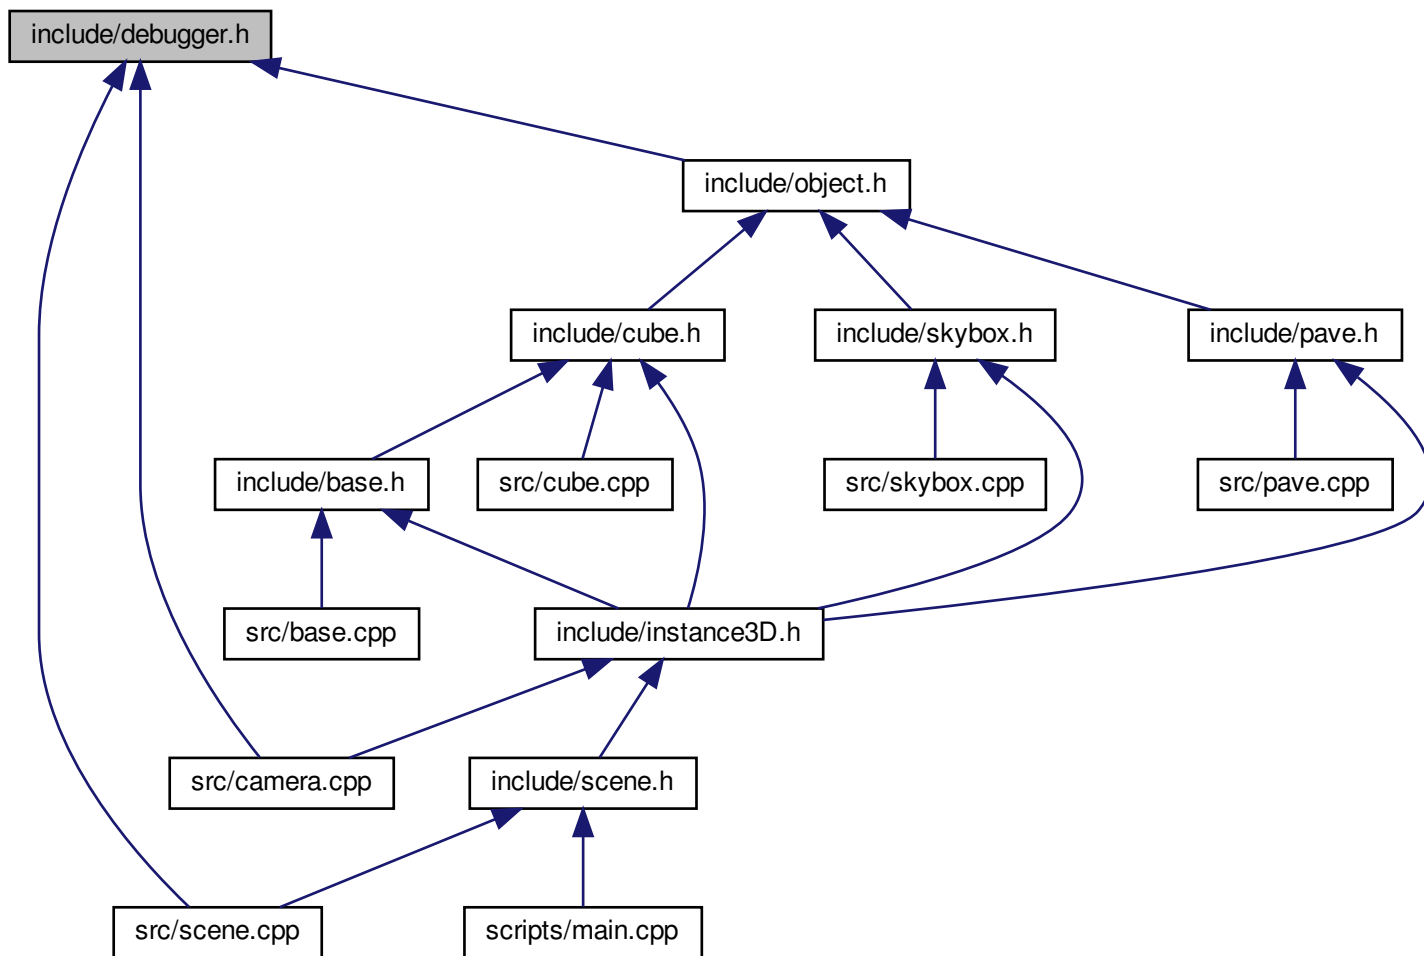 include/debugger.h
include/object.h
include/cube.h
include/skybox.h
include/pave.h
include/base.h
src/cube.cpp
src/skybox.cpp
src/pave.cpp
src/base.cpp
include/instance3D.h
src/camera.cpp
include/scene.h
src/scene.cpp
scripts/main.cpp